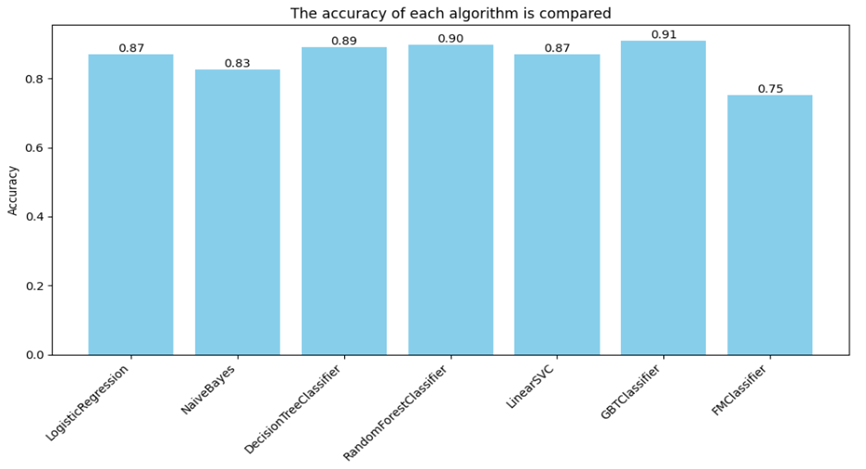 The accuracy of each algorithm is compared
0.87
0.83
0.89
0.90
0.87
0.91
0.75
Accuracy
0.8
0.6
0.4
0.2
0.0
LogisticRegression
NaiveBayes
DecisionTreeClassifier
RandomForestClassifier
LinearSVC
GBTClassifier
FMClassifier